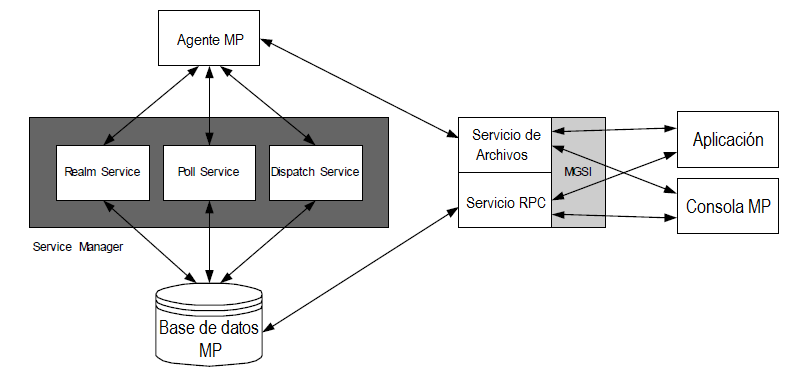 Agente MP
Servicio de
Archivos
Aplicación
Realm Service
Poll Service
Dispatch Service
MGSI
Servicio RPC
Consola MP
Service Manager
Base de datos
MP